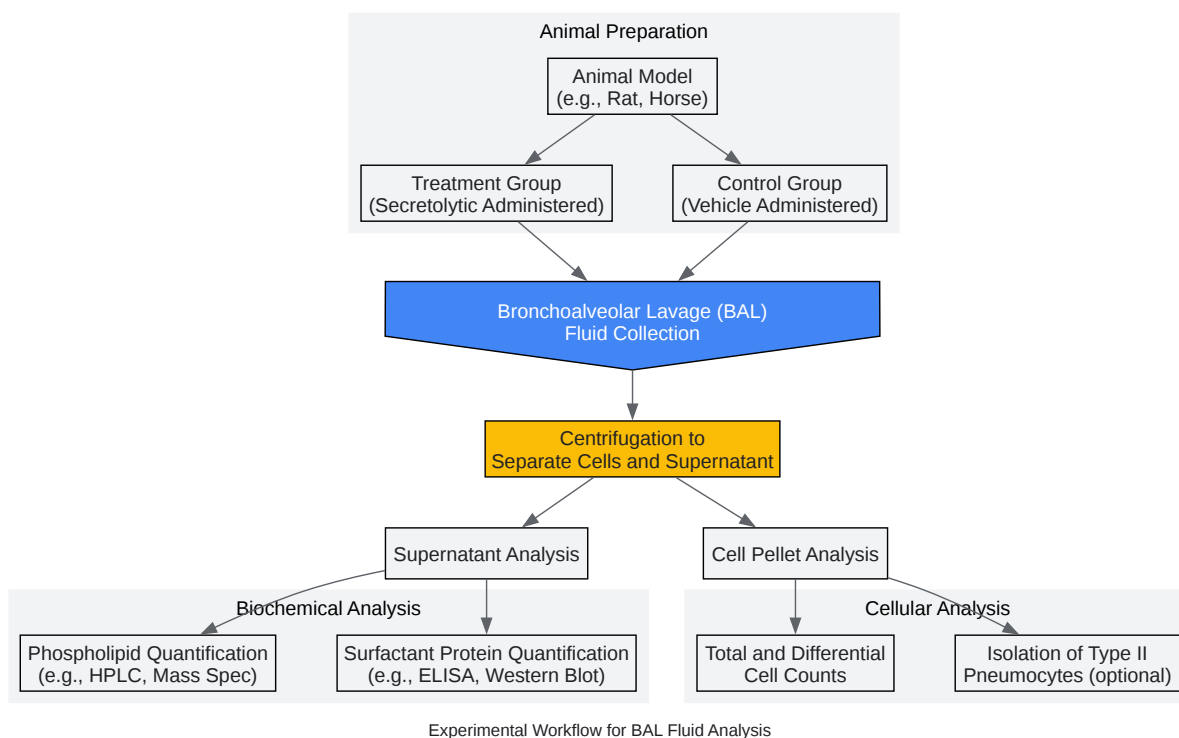 Animal Preparation
Animal Model
(e.g., Rat, Horse)
Treatment Group
(Secretolytic Administered)
Control Group
(Vehicle Administered)
Bronchoalveolar Lavage (BAL)
Fluid Collection
Centrifugation to
Separate Cells and Supernatant
Supernatant Analysis
Cell Pellet Analysis
Biochemical Analysis
Phospholipid Quantification
(e.g., HPLC, Mass Spec)
Surfactant Protein Quantification
(e.g., ELISA, Western Blot)
Cellular Analysis
Total and Differential
Cell Counts
Isolation of Type II
Pneumocytes (optional)
Experimental Workflow for BAL Fluid Analysis